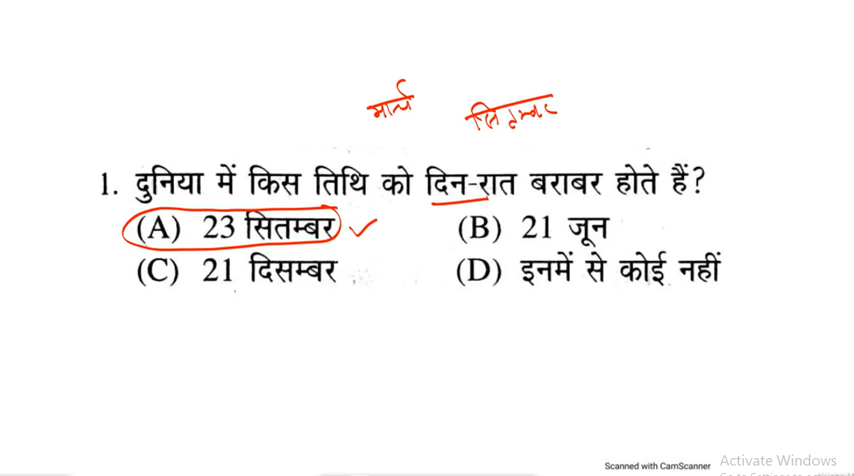 मार्च सितम्बर
1. दुनिया में किस तिथि को दिन-रात बराबर होते हैं?
(A) 23 सितम्बर (B) 21 जून
(C) 21 दिसम्बर (D) इनमें से कोई नहीं
Scanned with CamScanner
Activate Windows